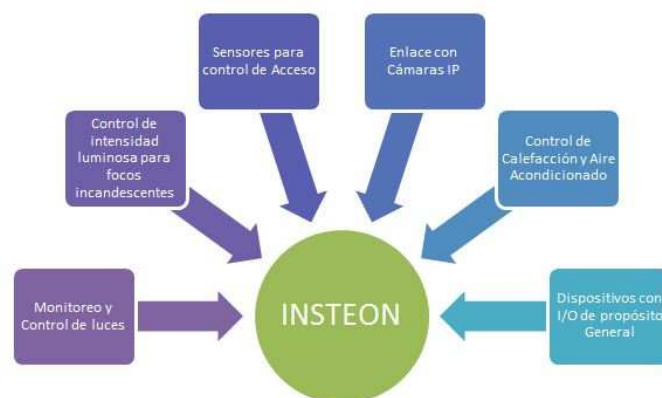 Sensores para
control de Acceso
Enlace con
Cámaras IP
Control de
intensidad
luminosa para
focos
incandescentes
Control de
Calefacción y Aire
Acondicionado
Monitoreo y
Control de luces
INSTEON
Dispositivos con
I/O de propósito
General